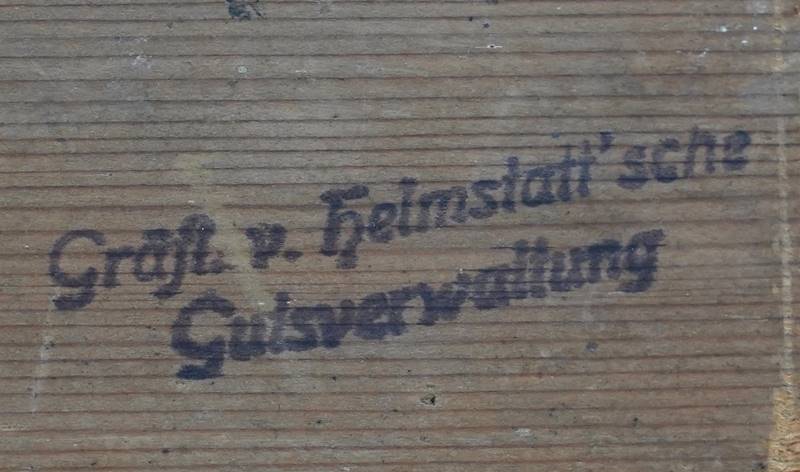 Gräfl. v. Helmstatt'sche
Gutsverwaltung